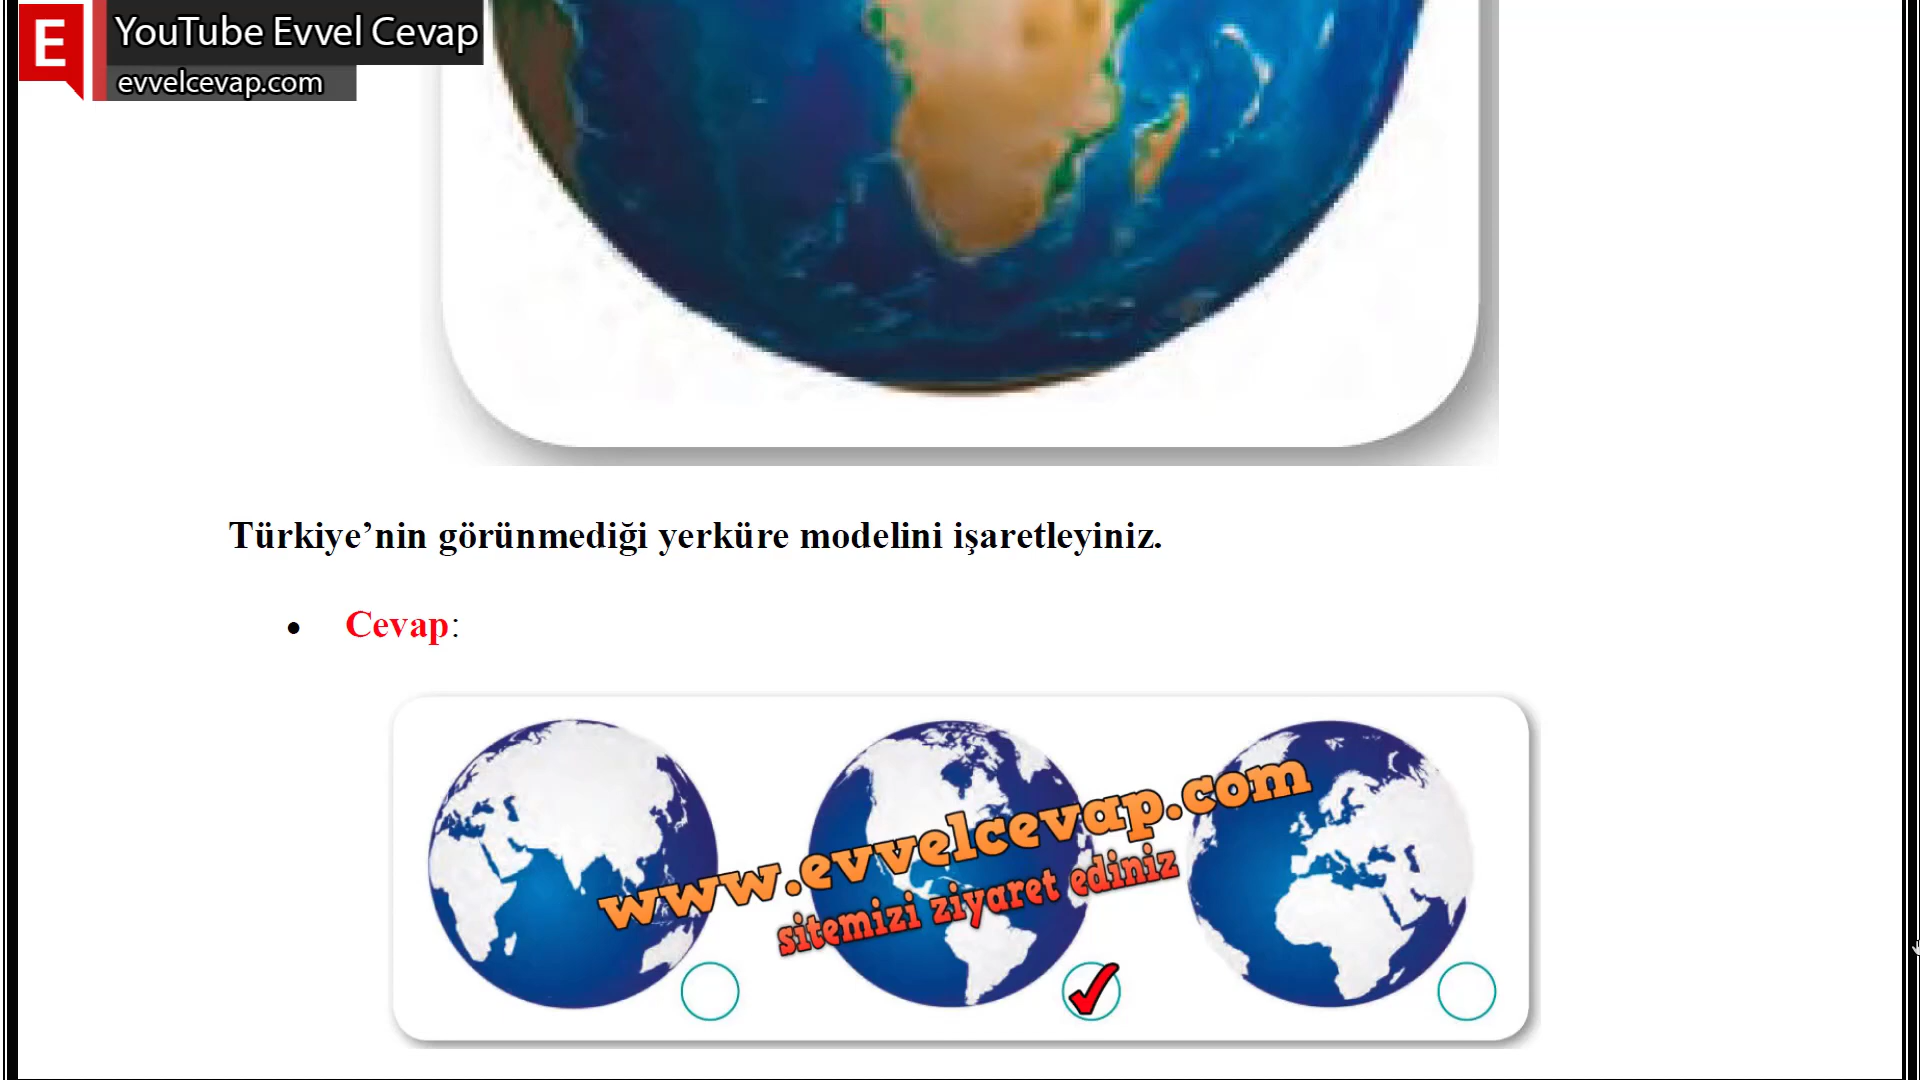 E YouTube Evvel Cevap
evvelcevap.com
Türkiye’nin görünmediği yerküre modelini işaretleyiniz.
• Cevap:
www.evvelcevap.com
sitemizi ziyaret ediniz